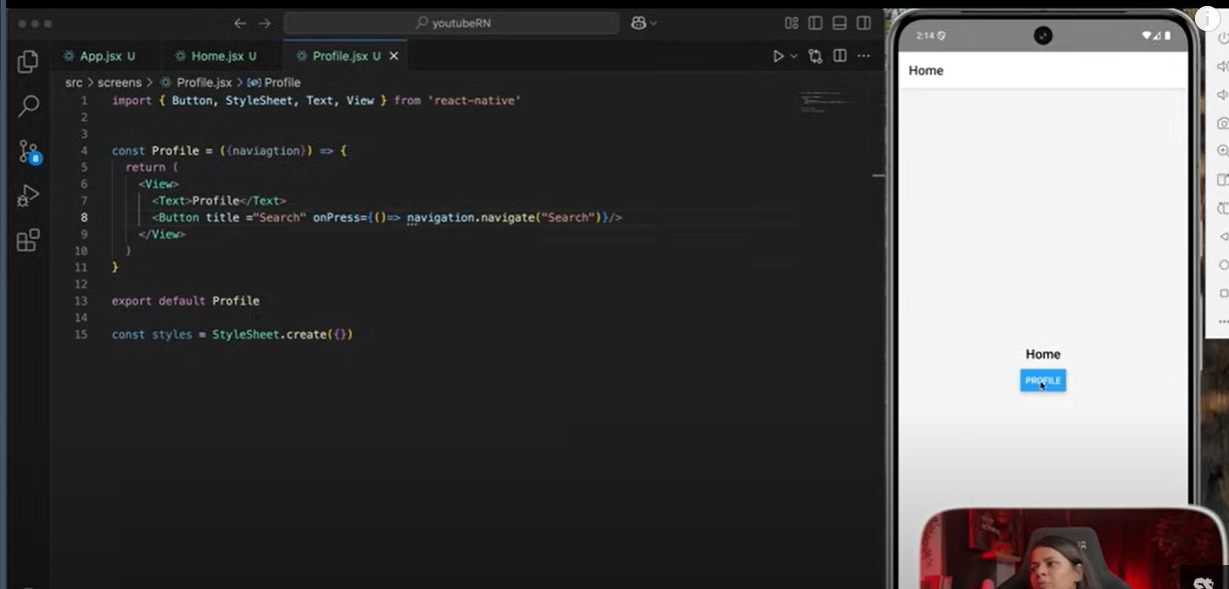 youtubeRN
App.jsx U
Home.jsx U
Profile.jsx U
src > screens > Profile.jsx > Profile
1 import { Button, StyleSheet, Text, View } from 'react-native'
2
3
4 const Profile = ({naviagtion}) => {
5 return (
6 <View>
7 <Text>Profile</Text>
8 <Button title ="Search" onPress={()=> navigation.navigate("Search")}/>
9 </View>
10 )
11 }
12
13 export default Profile
14
15 const styles = StyleSheet.create({})
8
2:14
Home
Home
PROFILE